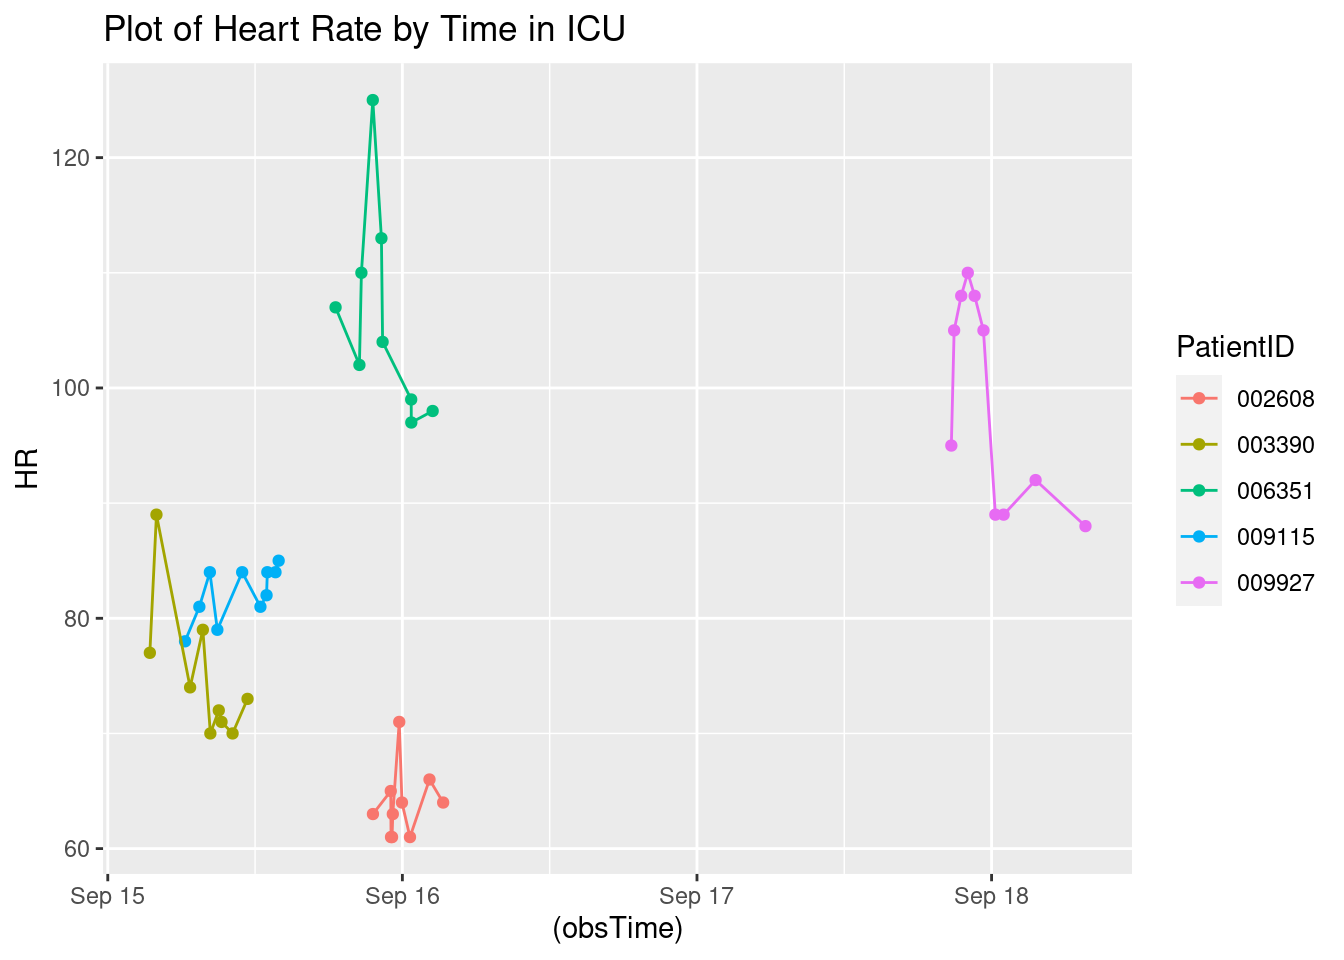 Plot of Heart Rate by Time in ICU
120
100
80
60
HR
Sep 15
Sep 16
Sep 17
Sep 18
(obsTime)
PatientID
002608
003390
006351
009115
009927